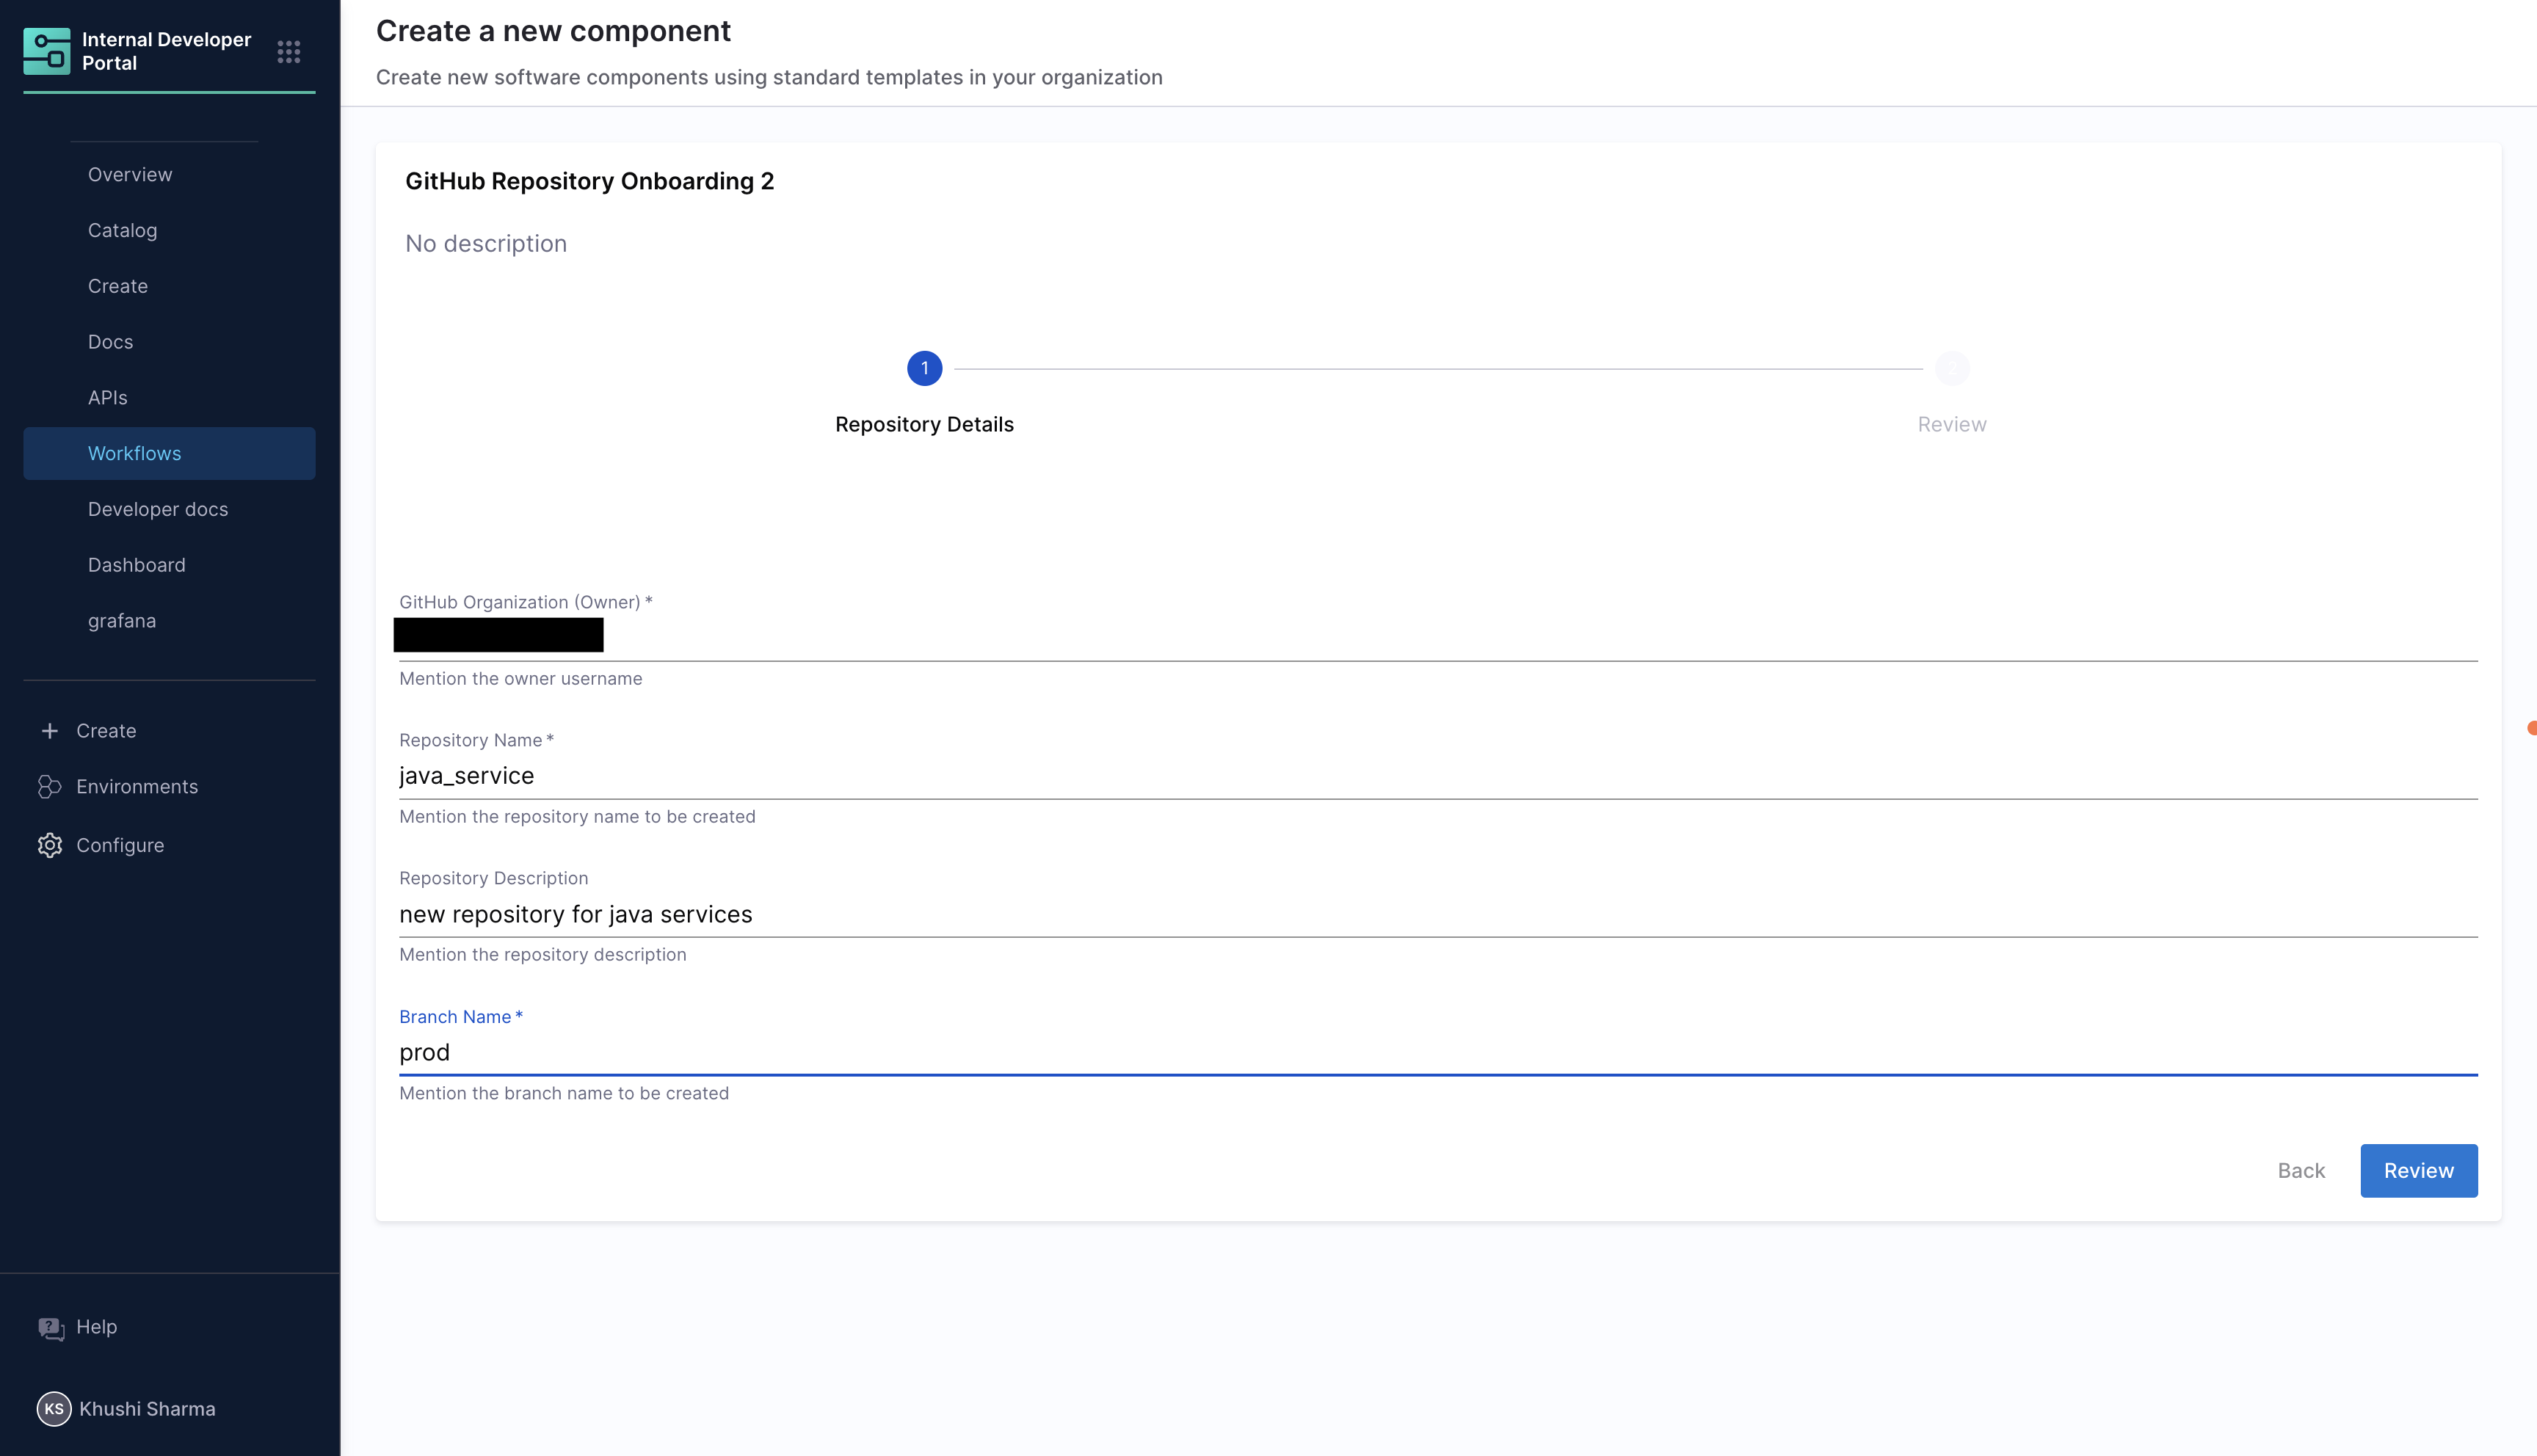 Internal Developer
Portal
Overview
Catalog
Create
Docs
APIs
Workflows
Developer docs
Dashboard
grafana
Create
Environments
Configure
Help
KS Khushi Sharma
Create a new component
Create new software components using standard templates in your organization
GitHub Repository Onboarding 2
No description
1
2
Repository Details
Review
GitHub Organization (Owner) *
Mention the owner username
Repository Name *
java_service
Mention the repository name to be created
Repository Description
new repository for java services
Mention the repository description
Branch Name *
prod
Mention the branch name to be created
Back
Review